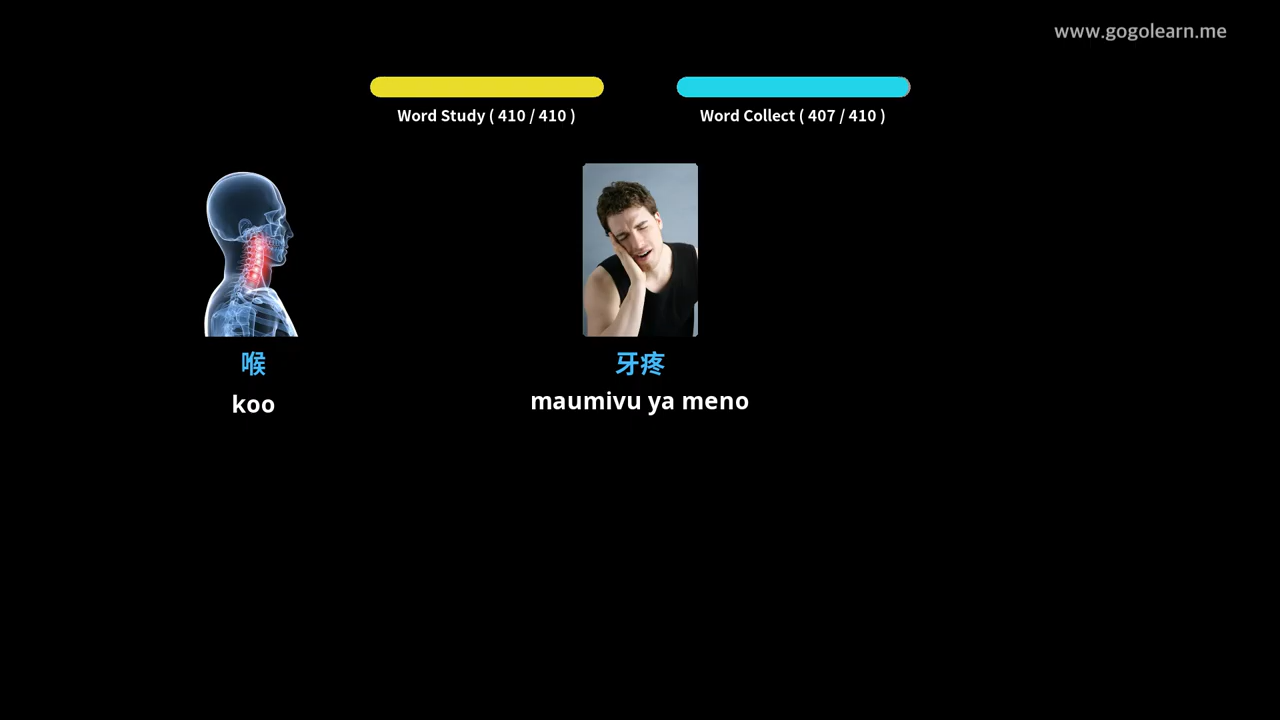 www.gogolearn.me
Word Study ( 410 / 410 )
Word Collect ( 407 / 410 )
喉
koo
牙疼
maumivu ya meno